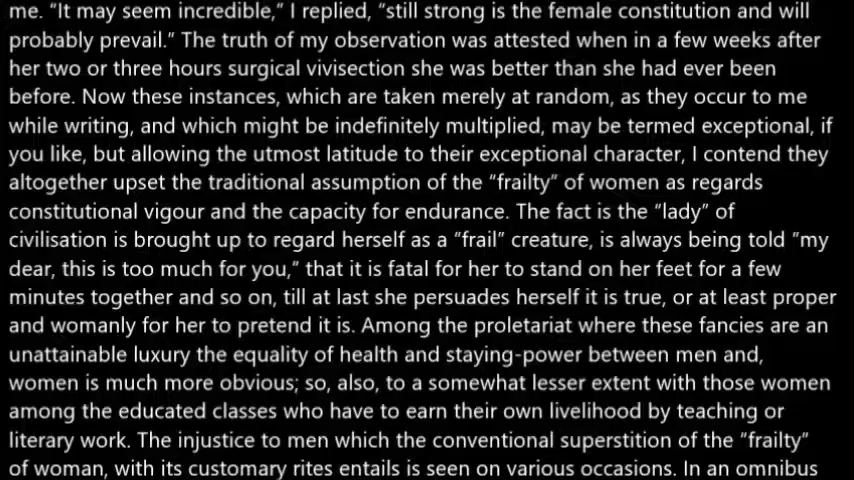 me. “It may seem incredible,” I replied, “still strong is the female constitution and will
probably prevail.” The truth of my observation was attested when in a few weeks after
her two or three hours surgical vivisection she was better than she had ever been
before. Now these instances, which are taken merely at random, as they occur to me
while writing, and which might be indefinitely multiplied, may be termed exceptional, if
you like, but allowing the utmost latitude to their exceptional character, I contend they
altogether upset the traditional assumption of the “frailty” of women as regards
constitutional vigour and the capacity for endurance. The fact is the “lady” of
civilisation is brought up to regard herself as a “frail” creature, is always being told “my
dear, this is too much for you,” that it is fatal for her to stand on her feet for a few
minutes together and so on, till at last she persuades herself it is true, or at least proper
and womanly for her to pretend it is. Among the proletariat where these fancies are an
unattainable luxury the equality of health and staying-power between men and,
women is much more obvious; so, also, to a somewhat lesser extent with those women
among the educated classes who have to earn their own livelihood by teaching or
literary work. The injustice to men which the conventional superstition of the “frailty”
of woman, with its customary rites entails is seen on various occasions. In an omnibus